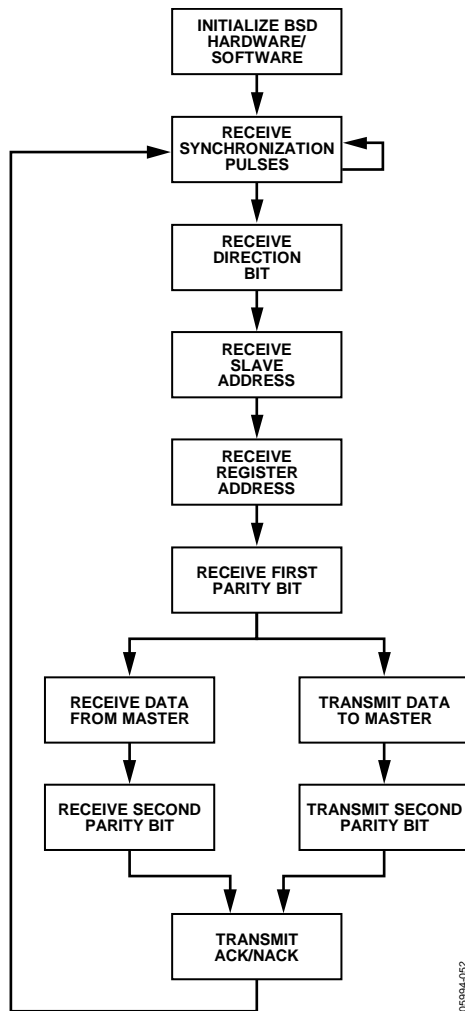 INITIALIZE BSD
HARDWARE/
SOFTWARE
RECEIVE
SYNCHRONIZATION
PULSES
RECEIVE
DIRECTION
BIT
RECEIVE
SLAVE
ADDRESS
RECEIVE
REGISTER
ADDRESS
RECEIVE FIRST
PARITY BIT
RECEIVE DATA
FROM MASTER
TRANSMIT DATA
TO MASTER
RECEIVE SECOND
PARITY BIT
TRANSMIT SECOND
PARITY BIT
TRANSMIT
ACK/NACK
05994-052